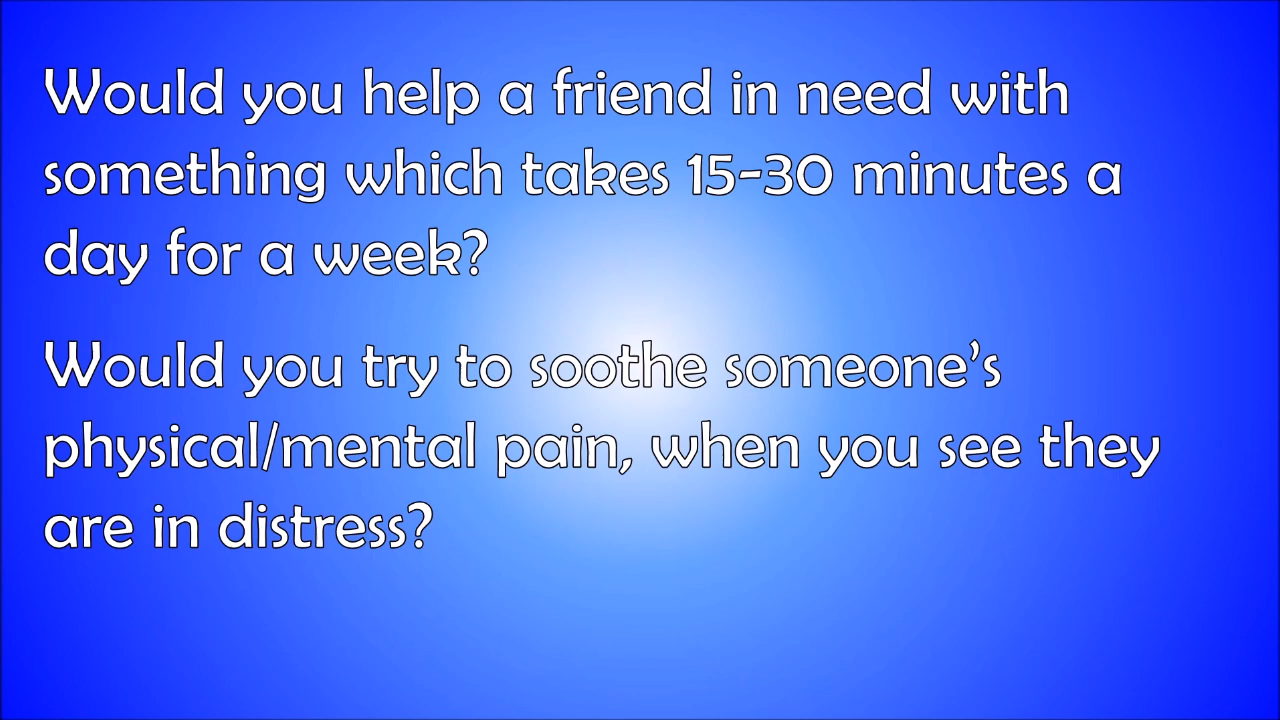 Would you help a friend in need with
something which takes 15-30 minutes a
day for a week?
Would you try to soothe someone’s
physical/mental pain, when you see they
are in distress?